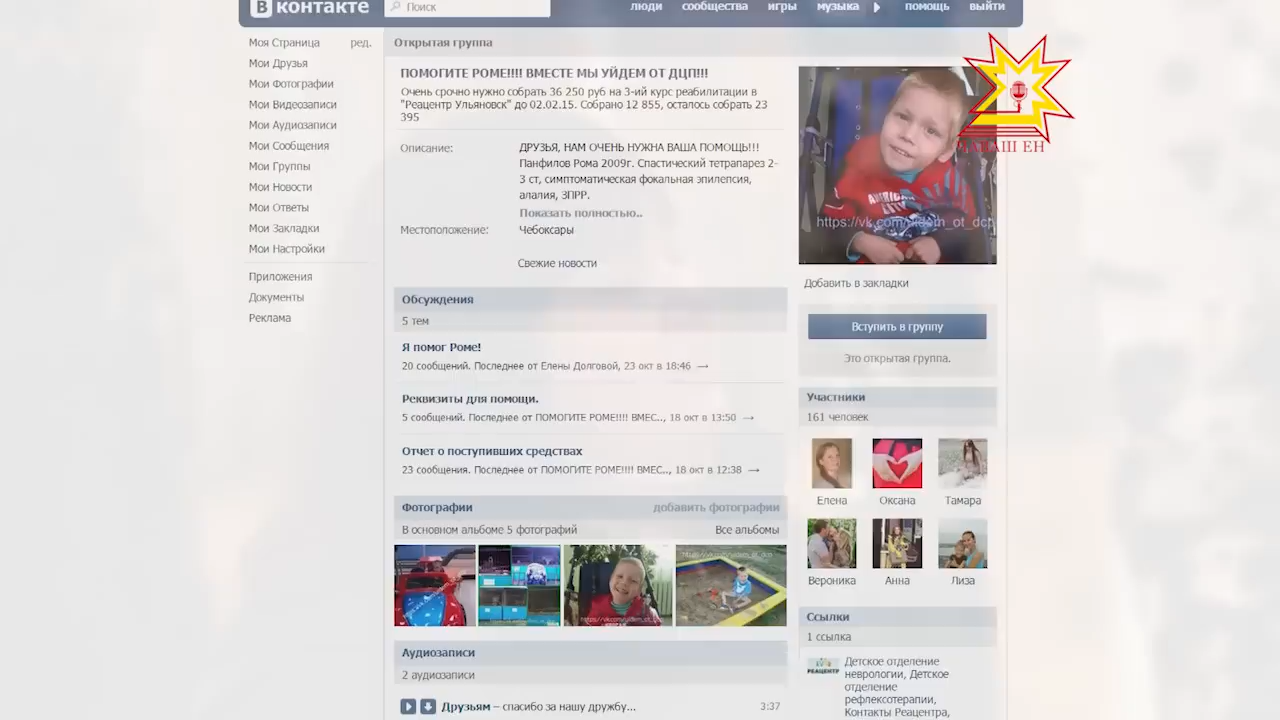 В контакте
Поиск
люди сообщества игры музыка помощь выйти
Моя Страница ред.
Мои Друзья
Мои Фотографии
Мои Видеозаписи
Мои Аудиозаписи
Мои Сообщения
Мои Группы
Мои Новости
Мои Ответы
Мои Закладки
Мои Настройки
Приложения
Документы
Реклама
Открытая группа
ПОМОГИТЕ РОМЕ!!!! ВМЕСТЕ МЫ УЙДЕМ ОТ ДЦП!!!
Очень срочно нужно собрать 36 250 руб на 3-ий курс реабилитации в
"Реацентр Ульяновск" до 02.02.15. Собрано 12 855, осталось собрать 23
395
Описание:
ДРУЗЬЯ, НАМ ОЧЕНЬ НУЖНА ВАША ПОМОЩЬ!!!
Панфилов Рома 2009г. Спастический тетрапарез 2-
3 ст, симптоматическая фокальная эпилепсия,
алалия, ЗПРР.
Показать полностью..
Местоположение: Чебоксары
Свежие новости
Обсуждения
5 тем
Я помог Роме!
20 сообщений. Последнее от Елены Долговой, 23 окт в 18:46 →
Реквизиты для помощи.
5 сообщений. Последнее от ПОМОГИТЕ РОМЕ!!!! ВМЕС.., 18 окт в 13:50 →
Отчет о поступивших средствах
23 сообщения. Последнее от ПОМОГИТЕ РОМЕ!!!! ВМЕС.., 18 окт в 12:38 →
Фотографии добавить фотографии
В основном альбоме 5 фотографий Все альбомы
Аудиозаписи
2 аудиозаписи
Друзьям – спасибо за нашу дружбу... 3:37
ЕН
https://vk.com/uidem_ot_dcp
Добавить в закладки
Вступить в группу
Это открытая группа.
Участники
161 человек
Елена Оксана Тамара
Вероника Анна Лиза
Ссылки
1 ссылка
РЕАЦЕНТР
Детское отделение
неврологии, Детское
отделение
рефлексотерапии,
Контакты Реацентра,